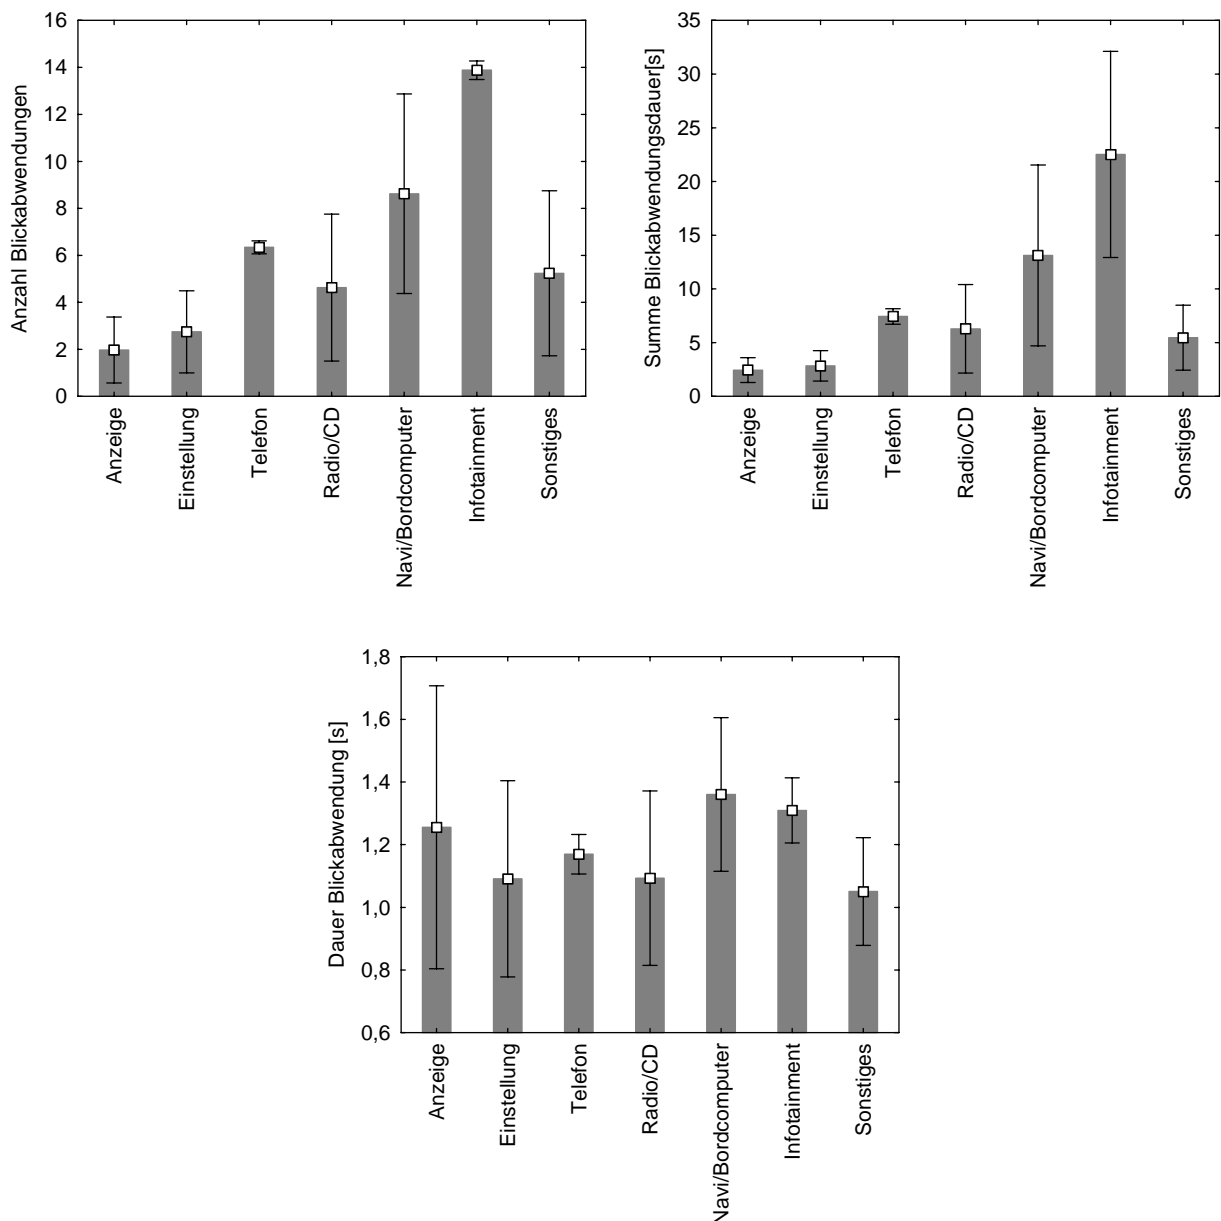 Anzahl Blickabwendungen
16
14
12
10
8
6
4
2
0
Anzeige
Einstellung
Telefon
Radio/CD
Navi/Bordcomputer
Infotainment
Sonstiges
Summe Blickabwendungsdauer[s]
35
30
25
20
15
10
5
0
Anzeige
Einstellung
Telefon
Radio/CD
Navi/Bordcomputer
Infotainment
Sonstiges
Dauer Blickabwendung [s]
1,8
1,6
1,4
1,2
1,0
0,8
0,6
Anzeige
Einstellung
Telefon
Radio/CD
Navi/Bordcomputer
Infotainment
Sonstiges